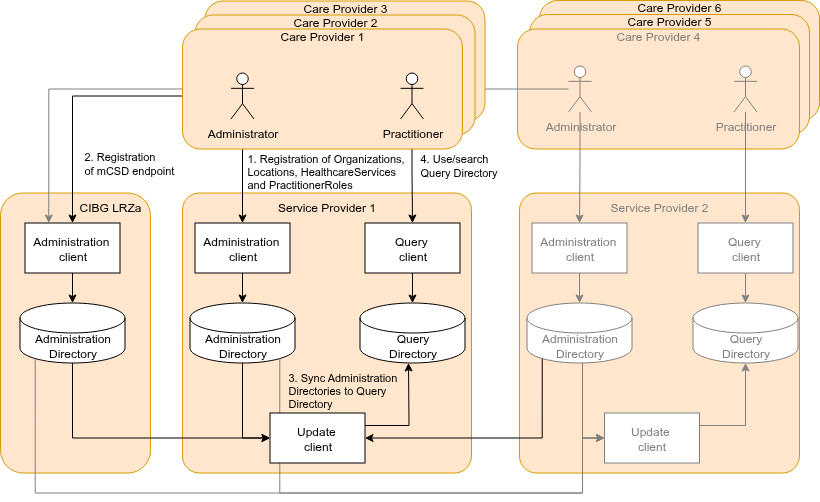 Care Provider 3
Care Provider 2
Care Provider 1
Administrator
Practitioner
Care Provider 6
Care Provider 5
Care Provider 4
Administrator
Practitioner
2. Registration
of mCSD endpoint
1. Registration of Organizations,
Locations, HealthcareServices
and PractitionerRoles
4. Use/search
Query Directory
CIBG LRZa
Administration
client
Administration
Directory
Service Provider 1
Administration
client
Query
client
Administration
Directory
Query
Directory
3. Sync Administration
Directories to Query
Directory
Update
client
Service Provider 2
Administration
client
Query
client
Administration
Directory
Query
Directory
Update
client